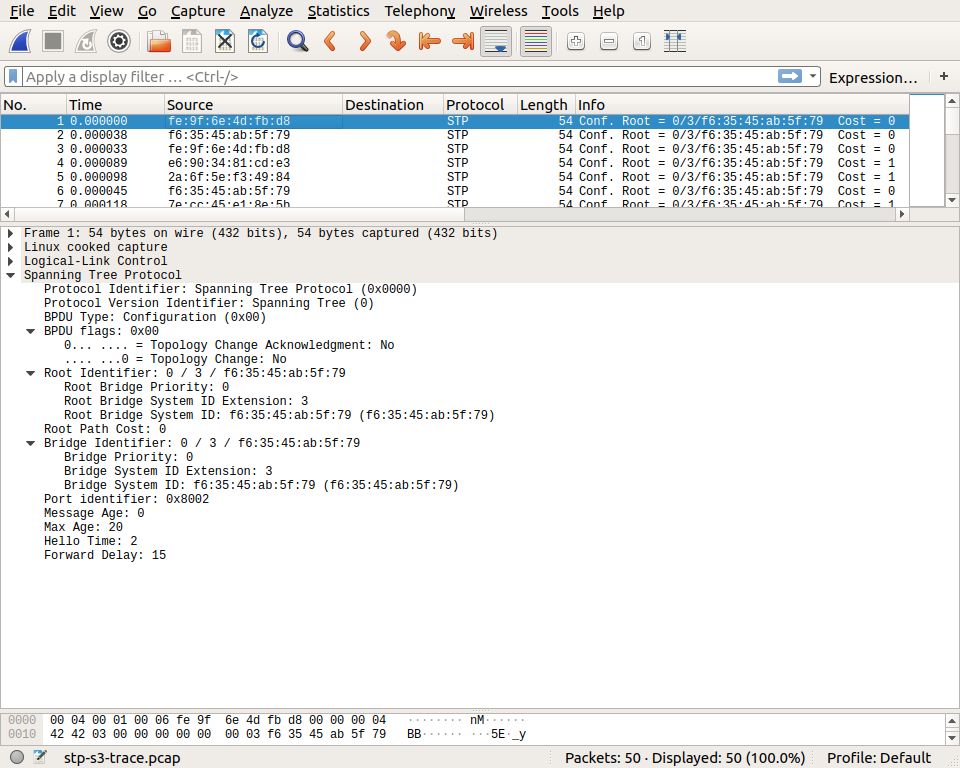 File Edit View Go Capture Analyze Statistics Telephony Wireless Tools Help
Apply a display filter … <Ctrl-/> Expression… +
No. Time Source Destination Protocol Length Info
1 0.000000 fe:9f:6e:4d:fb:d8 STP 54 Conf. Root = 0/3/f6:35:45:ab:5f:79 Cost = 0
2 0.000038 f6:35:45:ab:5f:79 STP 54 Conf. Root = 0/3/f6:35:45:ab:5f:79 Cost = 0
3 0.000033 fe:9f:6e:4d:fb:d8 STP 54 Conf. Root = 0/3/f6:35:45:ab:5f:79 Cost = 0
4 0.000089 e6:90:34:81:cd:e3 STP 54 Conf. Root = 0/3/f6:35:45:ab:5f:79 Cost = 1
5 0.000098 2a:6f:5e:f3:49:84 STP 54 Conf. Root = 0/3/f6:35:45:ab:5f:79 Cost = 1
6 0.000045 f6:35:45:ab:5f:79 STP 54 Conf. Root = 0/3/f6:35:45:ab:5f:79 Cost = 0
7 0.000118 7e:cc:45:e1:8e:5b STP 54 Conf. Root = 0/3/f6:35:45:ab:5f:79 Cost = 1
Frame 1: 54 bytes on wire (432 bits), 54 bytes captured (432 bits)
Linux cooked capture
Logical-Link Control
Spanning Tree Protocol
Protocol Identifier: Spanning Tree Protocol (0x0000)
Protocol Version Identifier: Spanning Tree (0)
BPDU Type: Configuration (0x00)
BPDU flags: 0x00
0... .... = Topology Change Acknowledgment: No
.... ...0 = Topology Change: No
Root Identifier: 0 / 3 / f6:35:45:ab:5f:79
Root Bridge Priority: 0
Root Bridge System ID Extension: 3
Root Bridge System ID: f6:35:45:ab:5f:79 (f6:35:45:ab:5f:79)
Root Path Cost: 0
Bridge Identifier: 0 / 3 / f6:35:45:ab:5f:79
Bridge Priority: 0
Bridge System ID Extension: 3
Bridge System ID: f6:35:45:ab:5f:79 (f6:35:45:ab:5f:79)
Port identifier: 0x8002
Message Age: 0
Max Age: 20
Hello Time: 2
Forward Delay: 15
0000 00 04 00 01 00 06 fe 9f 6e 4d fb d8 00 00 00 04 ········ nM······
0010 42 42 03 00 00 00 00 00 00 03 f6 35 45 ab 5f 79 BB······ ···5E·_y
stp-s3-trace.pcap Packets: 50 · Displayed: 50 (100.0%) Profile: Default